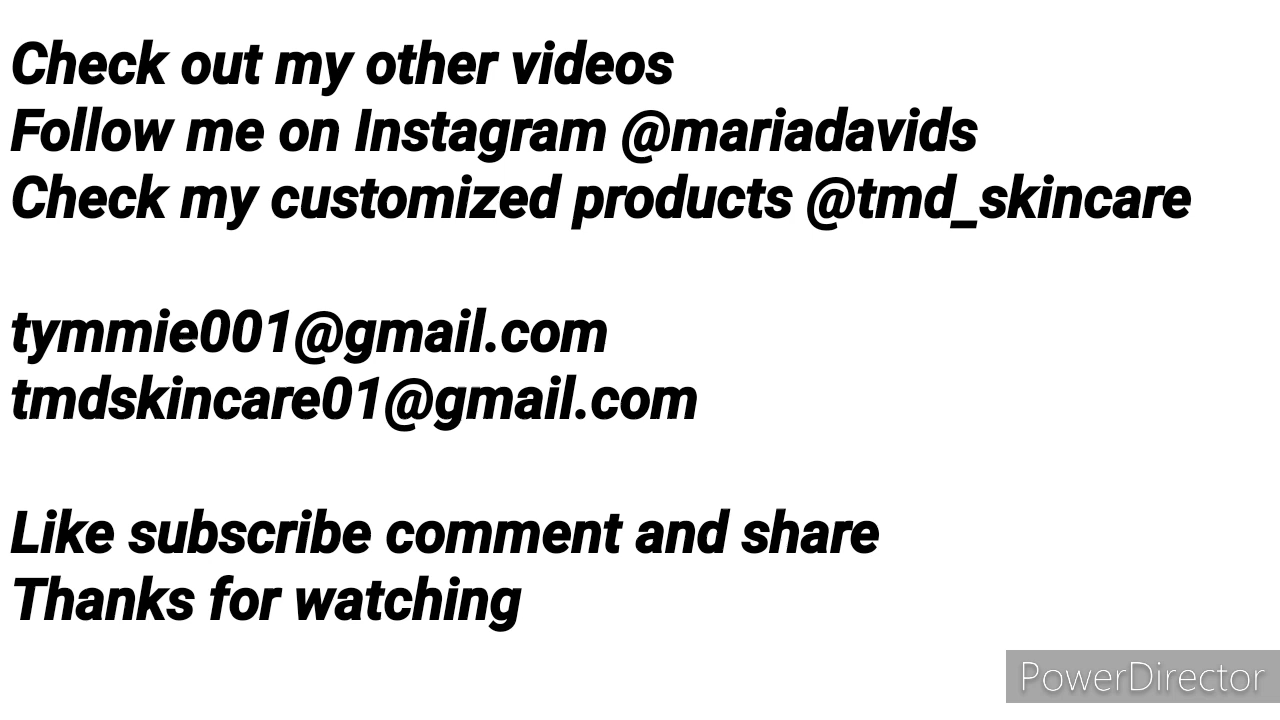 Check out my other videos
Follow me on Instagram @mariadavids
Check my customized products @tmd_skincare
tymmie001@gmail.com
tmdskincare01@gmail.com
Like subscribe comment and share
Thanks for watching
PowerDirector